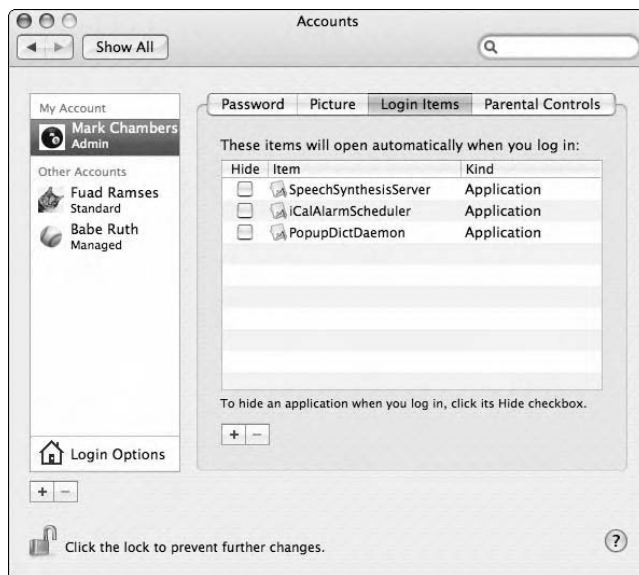 Accounts
Show All
My Account
Mark Chambers
Admin
Other Accounts
Fuad Ramses
Standard
Babe Ruth
Managed
Login Options
+ −
Password Picture Login Items Parental Controls
These items will open automatically when you log in:
Hide Item Kind
SpeechSynthesisServer Application
iCalAlarmScheduler Application
PopupDictDaemon Application
To hide an application when you log in, click its Hide checkbox.
+ −
Click the lock to prevent further changes.
?